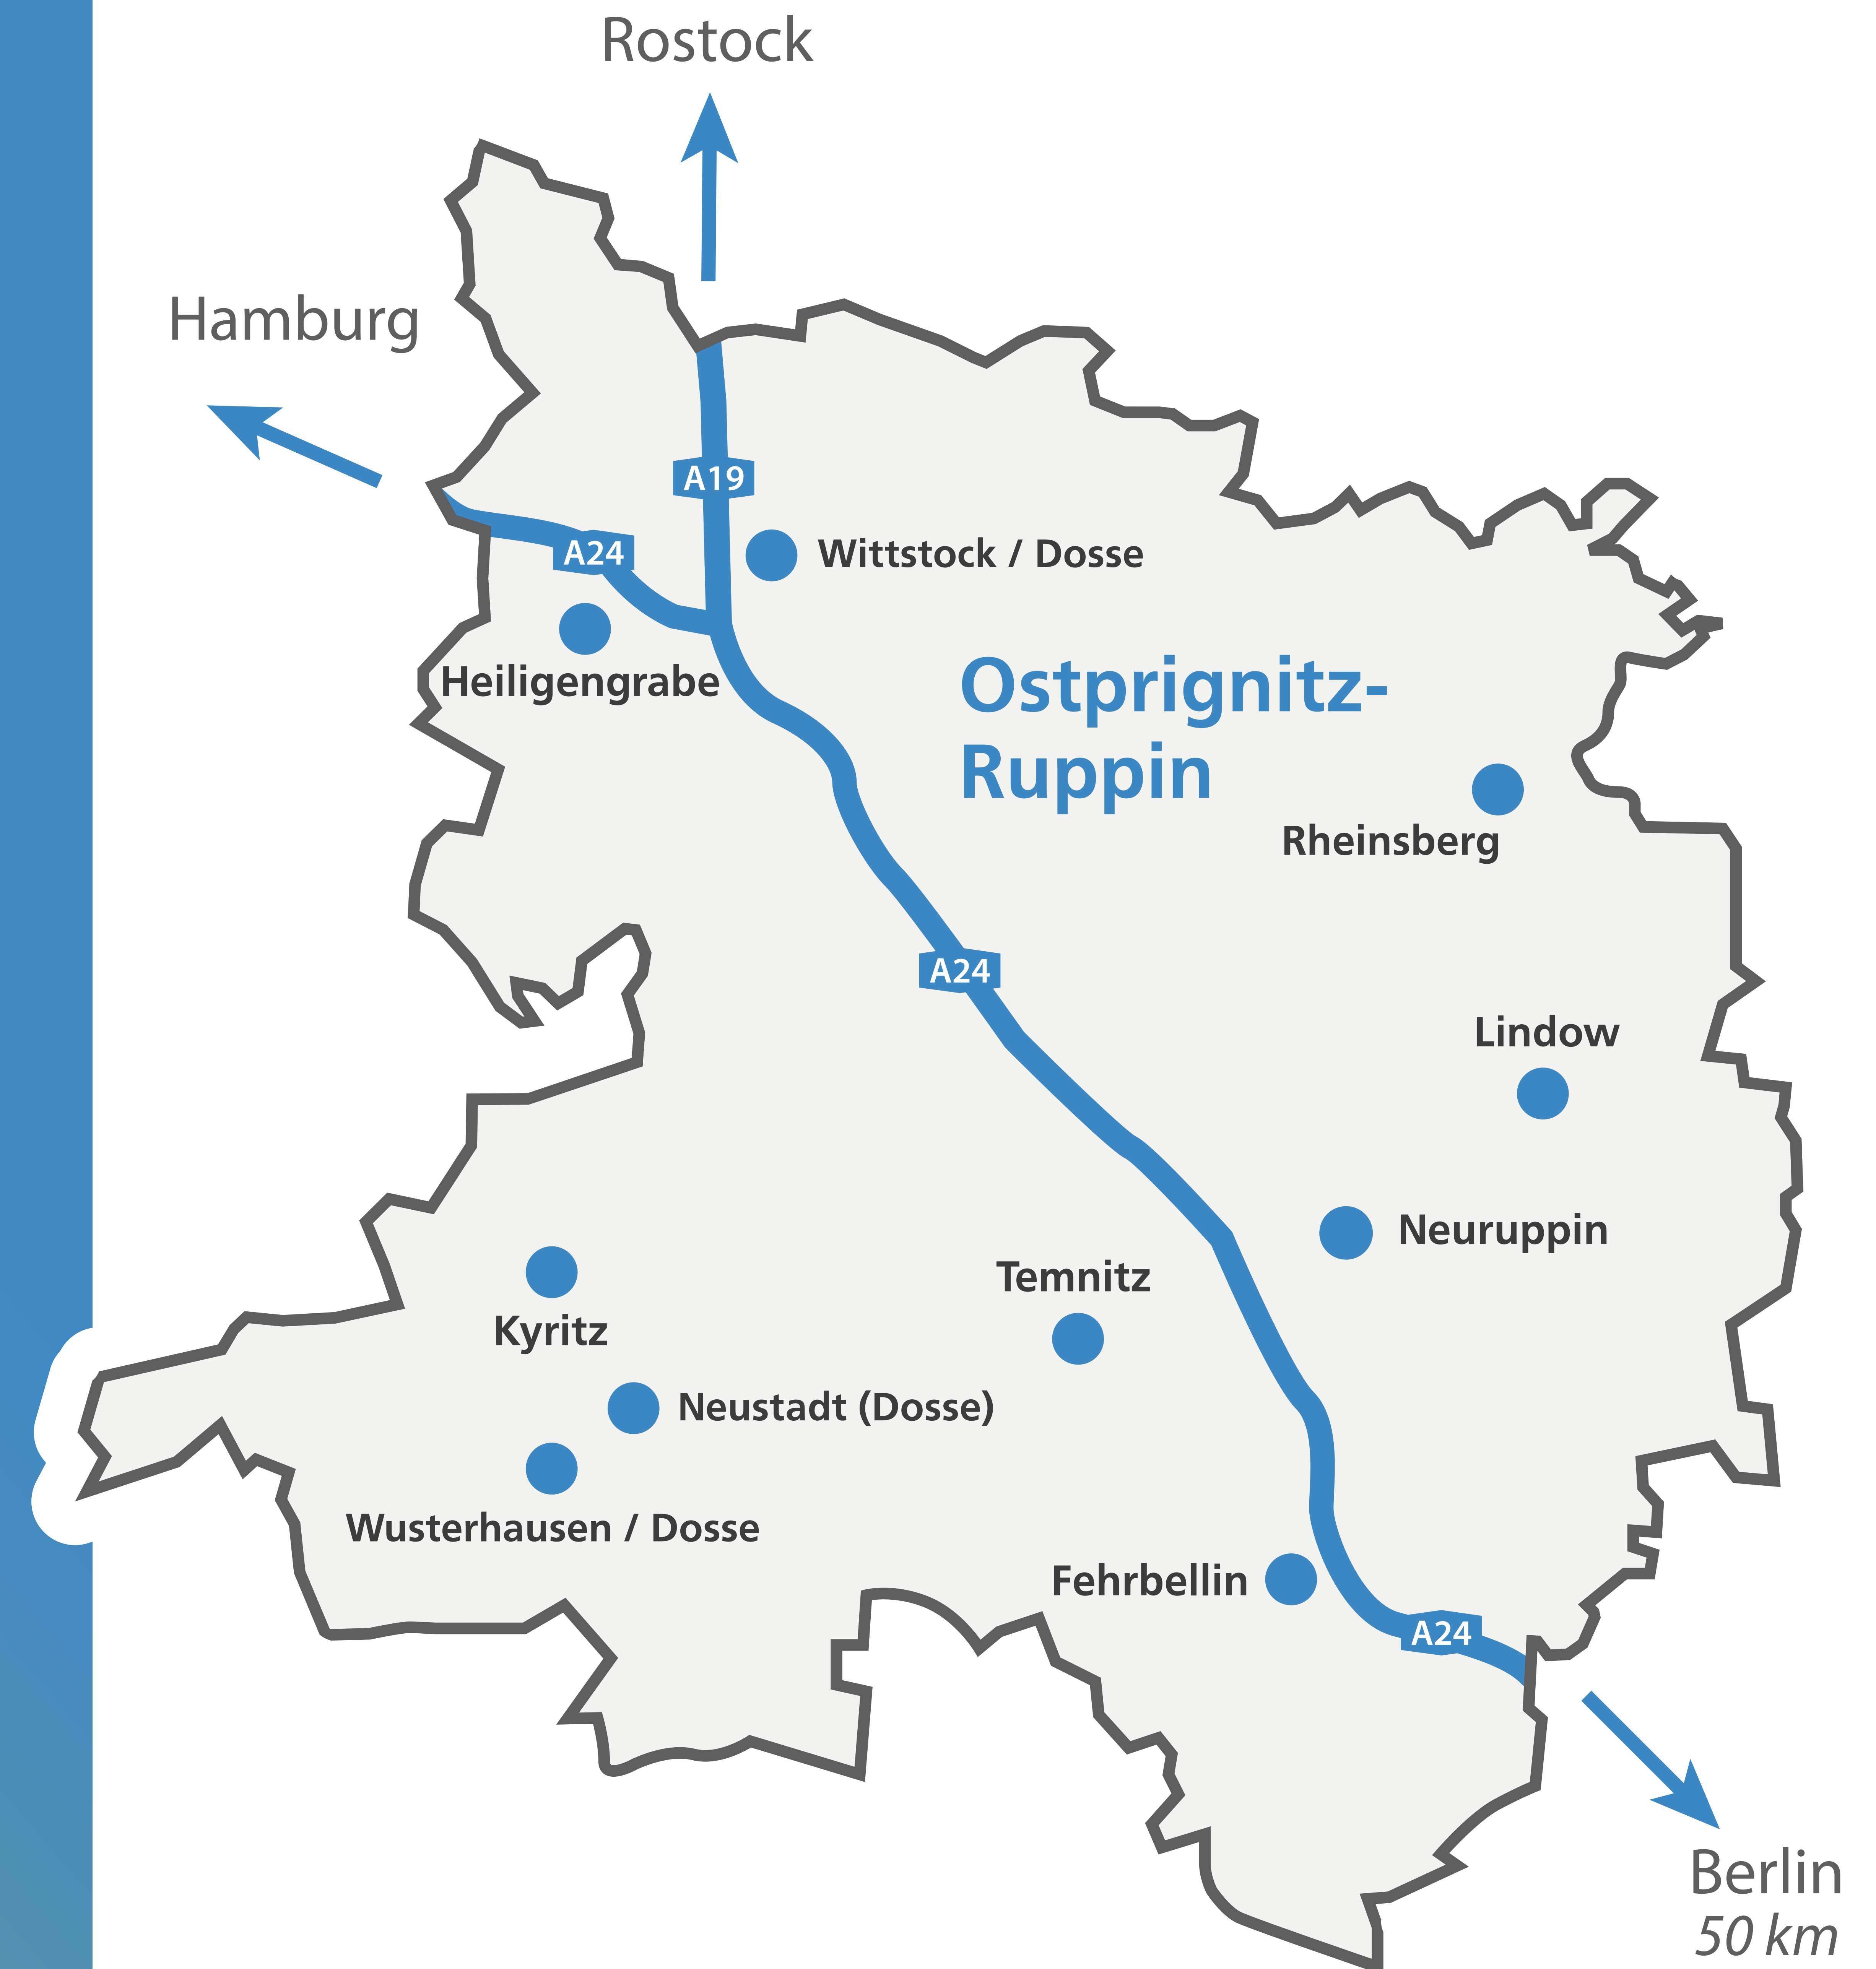 Rostock
Hamburg
A19
A24
Wittstock / Dosse
Heiligengrabe
Ostprignitz-
Ruppin
Rheinsberg
A24
Lindow
Neuruppin
Temnitz
Kyritz
Neustadt (Dosse)
Wusterhausen / Dosse
Fehrbellin
A24
Berlin
50 km